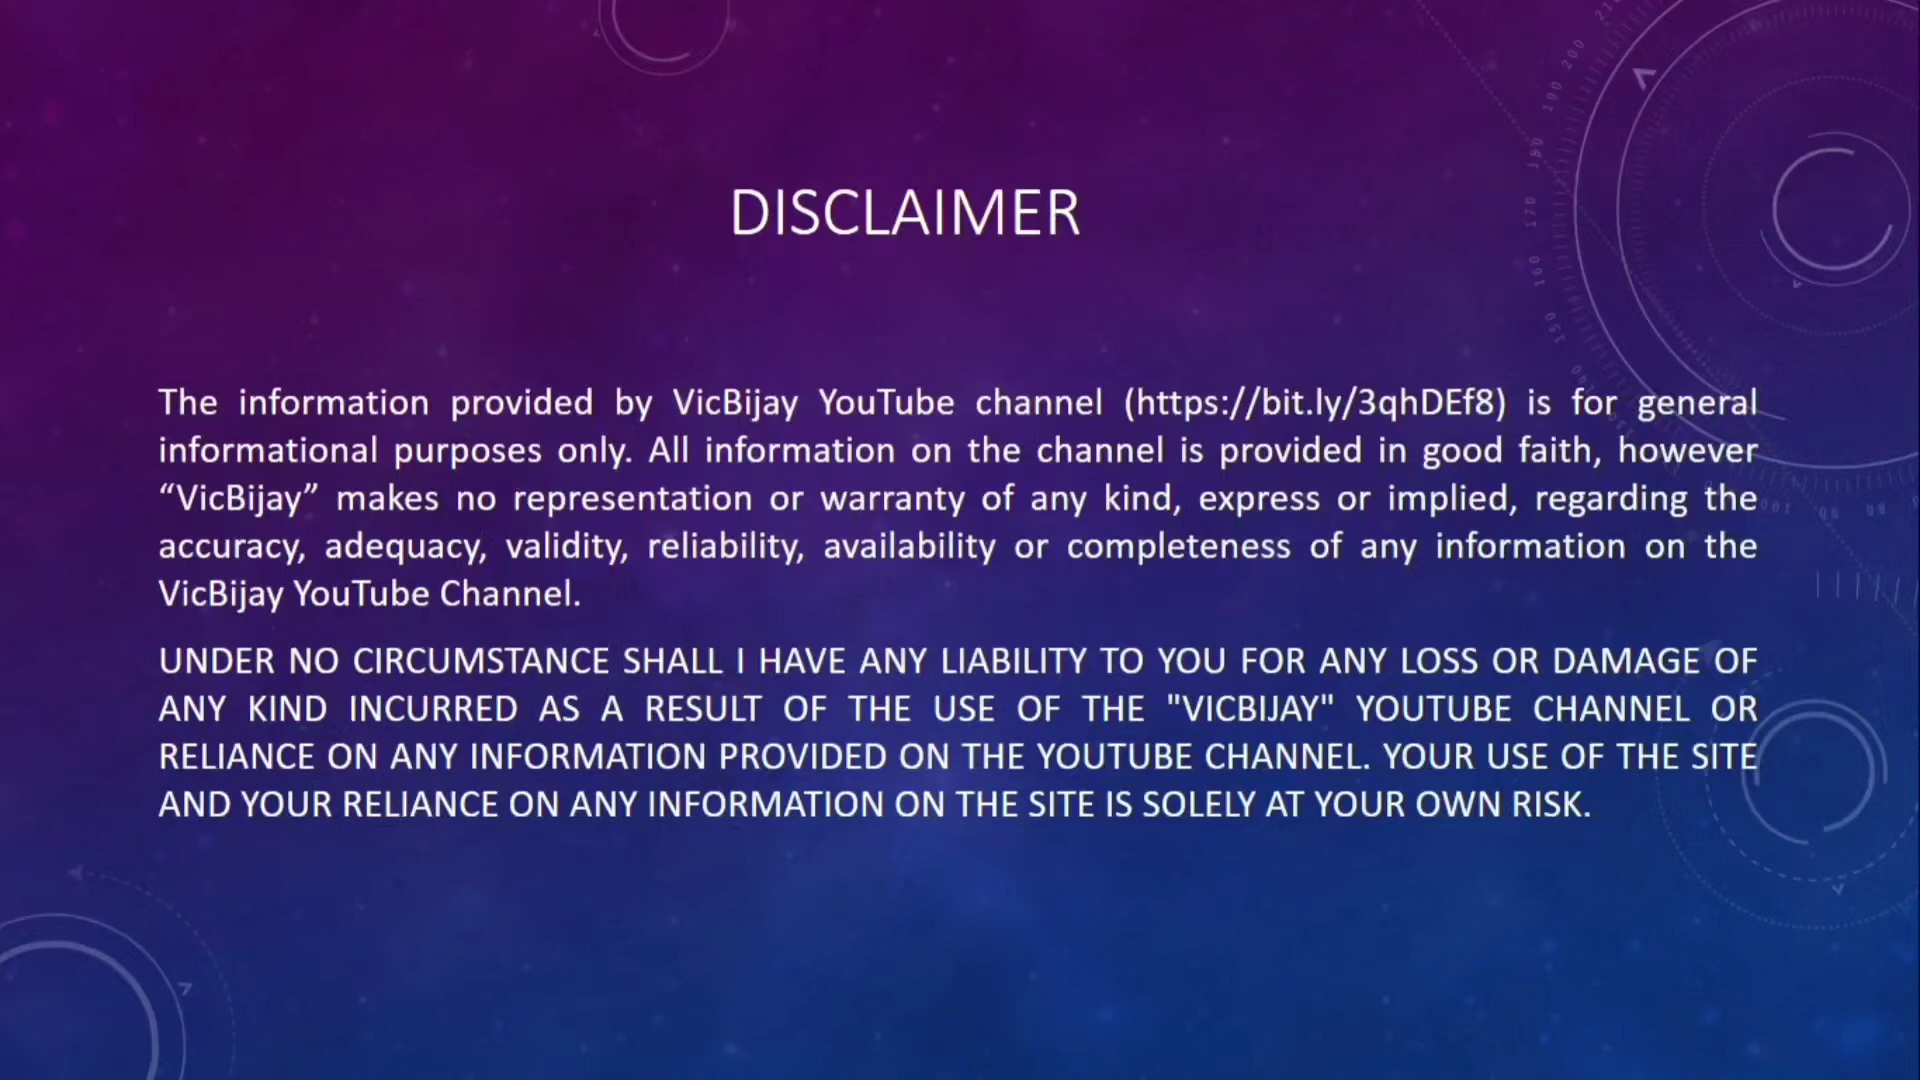 DISCLAIMER
The information provided by VicBijay YouTube channel (https://bit.ly/3qhDEf8) is for general
informational purposes only. All information on the channel is provided in good faith, however
“VicBijay” makes no representation or warranty of any kind, express or implied, regarding the
accuracy, adequacy, validity, reliability, availability or completeness of any information on the
VicBijay YouTube Channel.
UNDER NO CIRCUMSTANCE SHALL I HAVE ANY LIABILITY TO YOU FOR ANY LOSS OR DAMAGE OF
ANY KIND INCURRED AS A RESULT OF THE USE OF THE "VICBIJAY" YOUTUBE CHANNEL OR
RELIANCE ON ANY INFORMATION PROVIDED ON THE YOUTUBE CHANNEL. YOUR USE OF THE SITE
AND YOUR RELIANCE ON ANY INFORMATION ON THE SITE IS SOLELY AT YOUR OWN RISK.
200
190
180
170
160
150